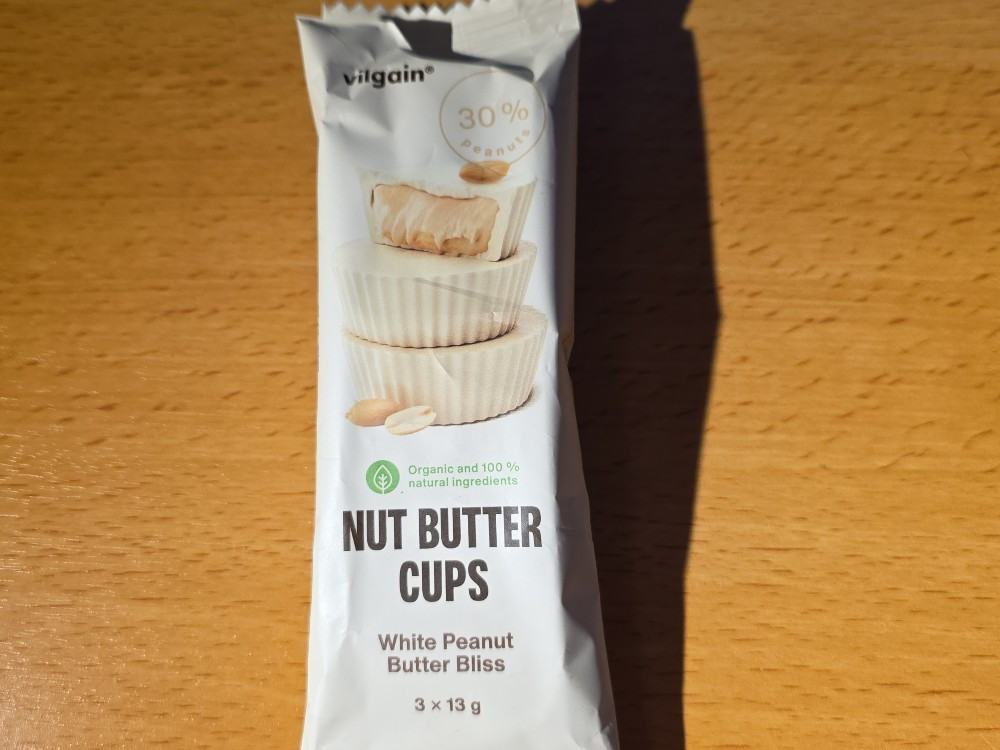 vilgain®
30 %
peanuts
Organic and 100 %
natural ingredients
NUT BUTTER
CUPS
White Peanut
Butter Bliss
3 × 13 g